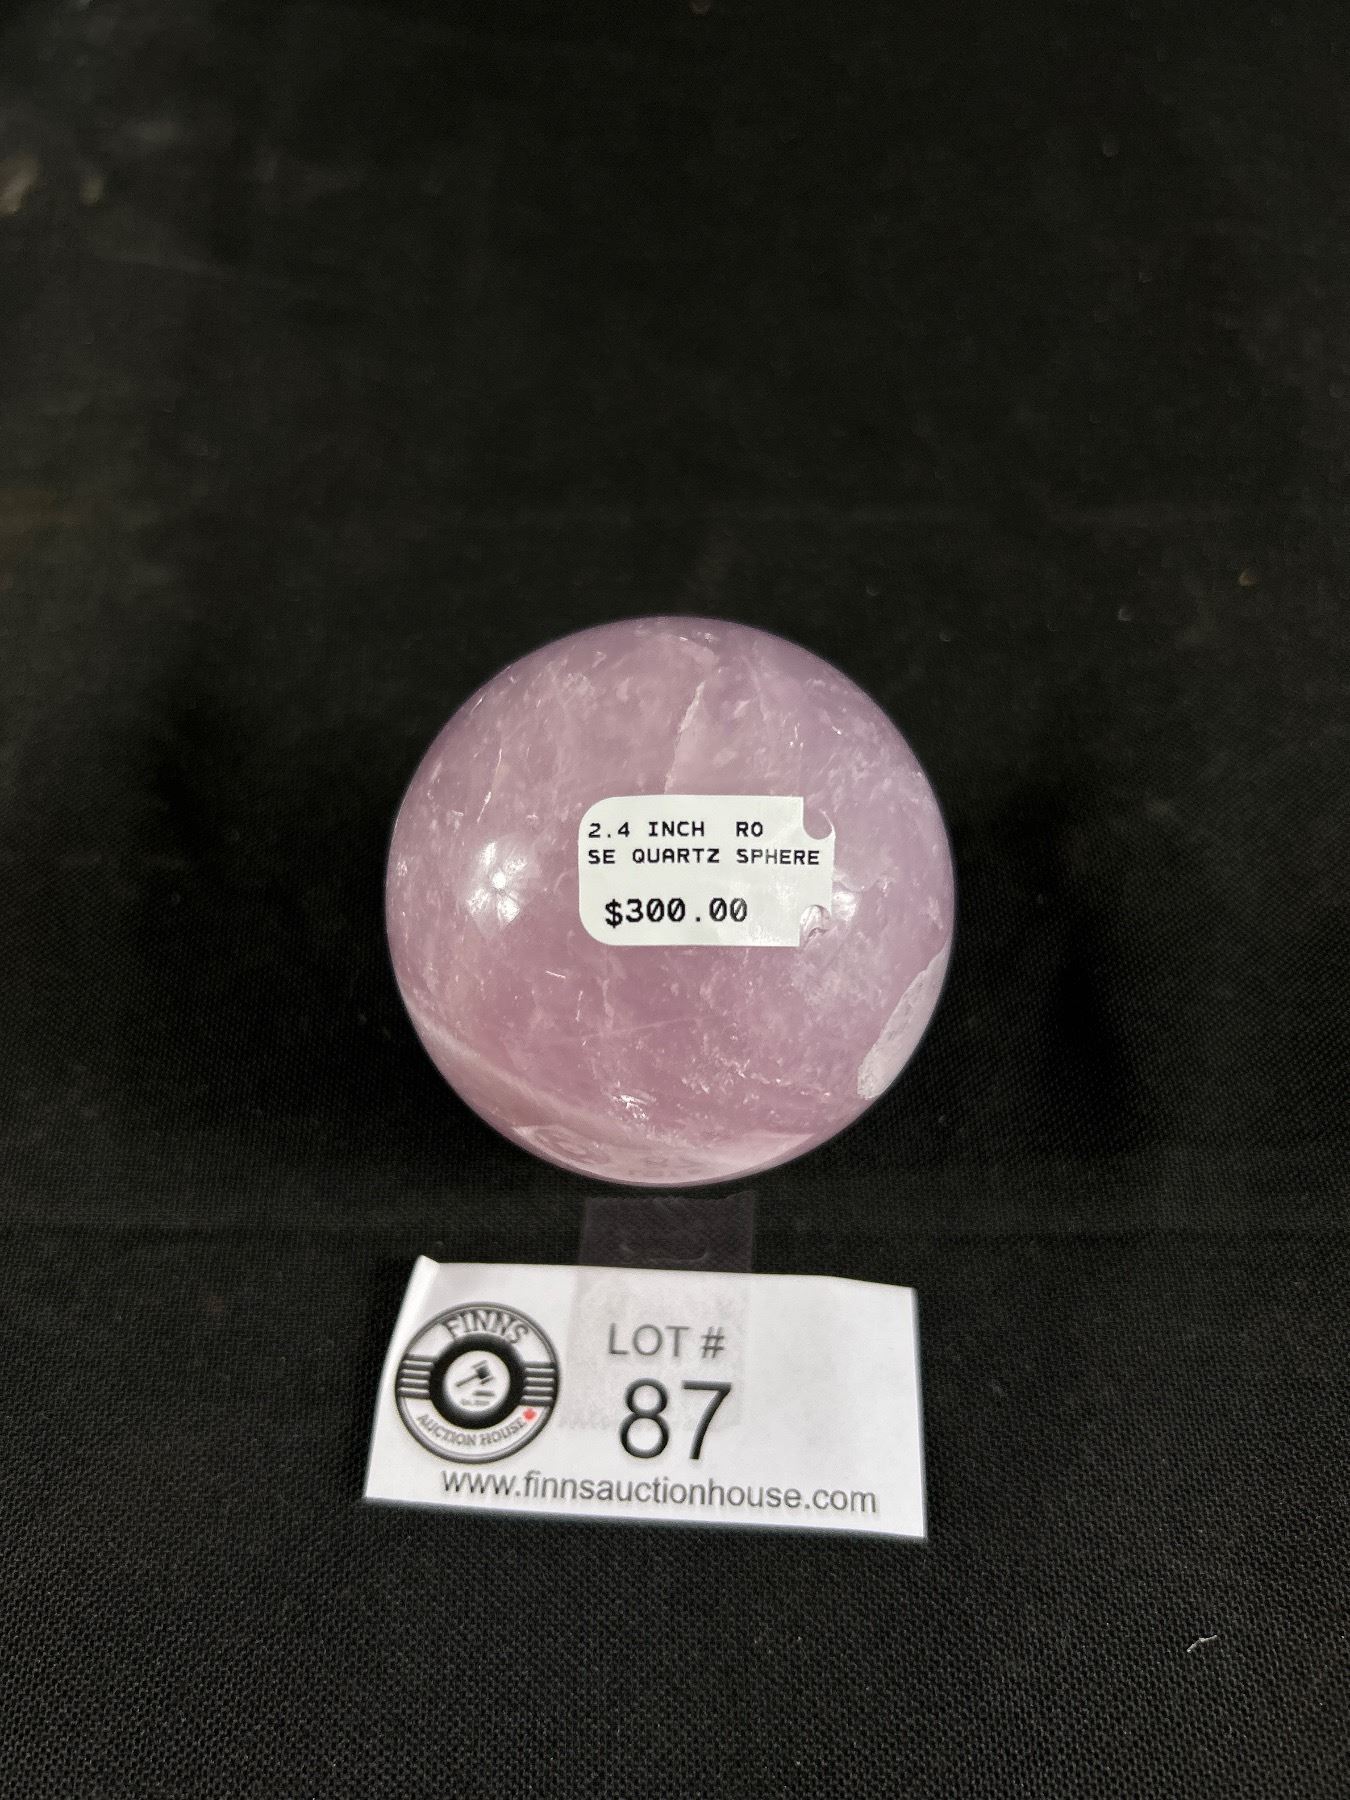 2.4 INCH RO
SE QUARTZ SPHERE
$300.00
FINNS
AUCTION HOUSE
LOT #
87
www.finnsauctionhouse.com